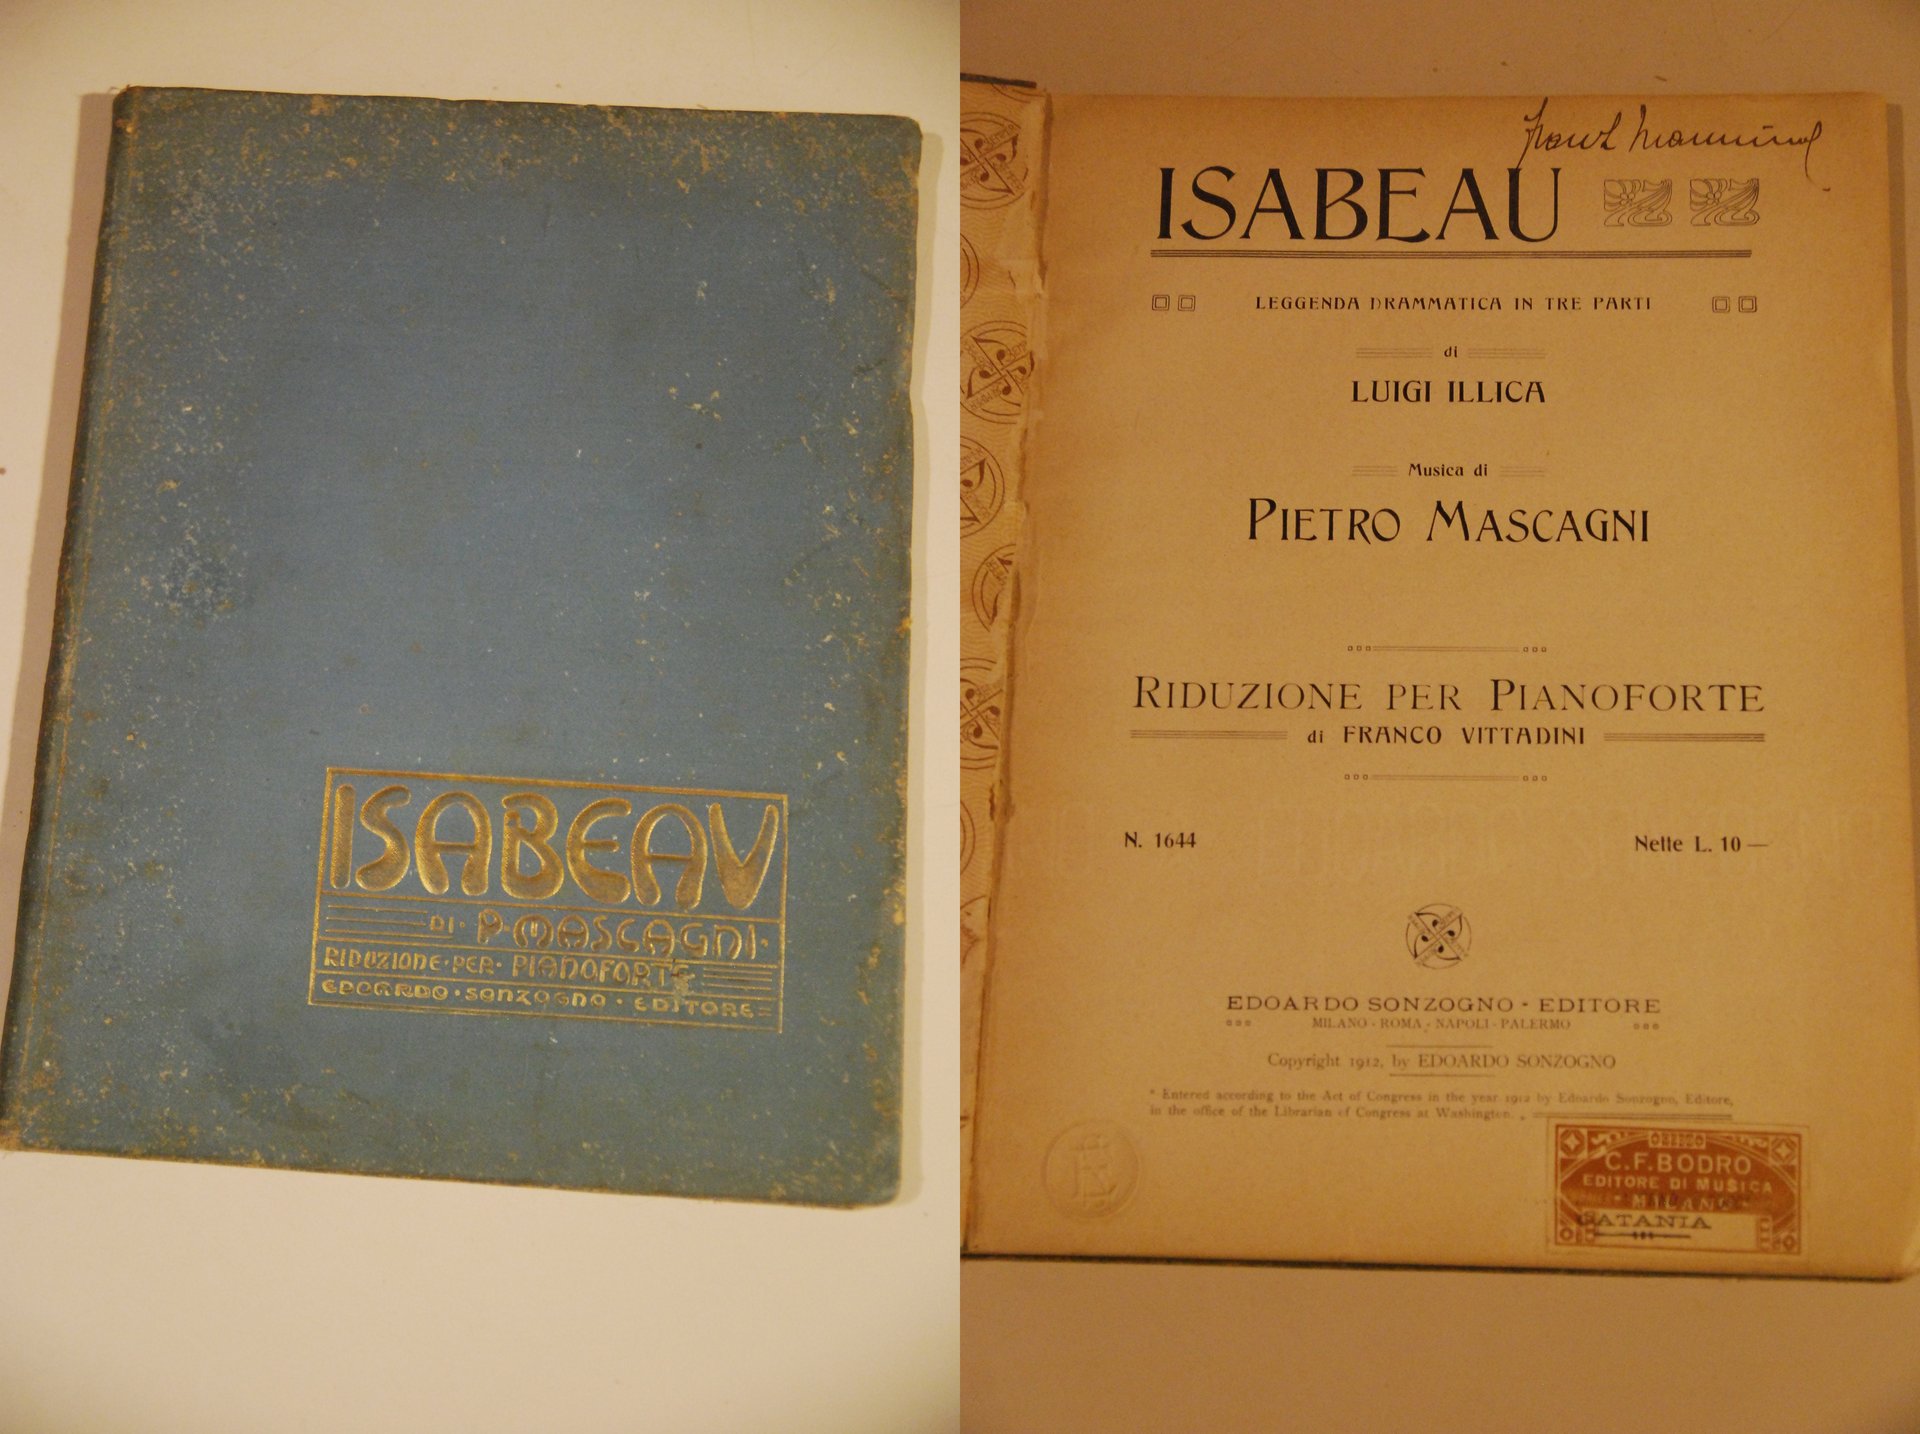 ISABEAU
DI · P · MASCAGNI ·
RIDUZIONE · PER · PIANOFORTE
EDOARDO · SONZOGNO · EDITORE
ISABEAU
LEGGENDA DRAMMATICA IN TRE PARTI
di
LUIGI ILLICA
Musica di
PIETRO MASCAGNI
RIDUZIONE PER PIANOFORTE
di FRANCO VITTADINI
N. 1644
Nette L. 10 —
EDOARDO SONZOGNO - EDITORE
MILANO - ROMA - NAPOLI - PALERMO
Copyright 1912, by EDOARDO SONZOGNO
* Entered according to the Act of Congress in the year 1912 by Edoardo Sonzogno, Editore,
in the office of the Librarian of Congress at Washington.
C. F. BODRO
EDITORE DI MUSICA
MILANO
CATANIA